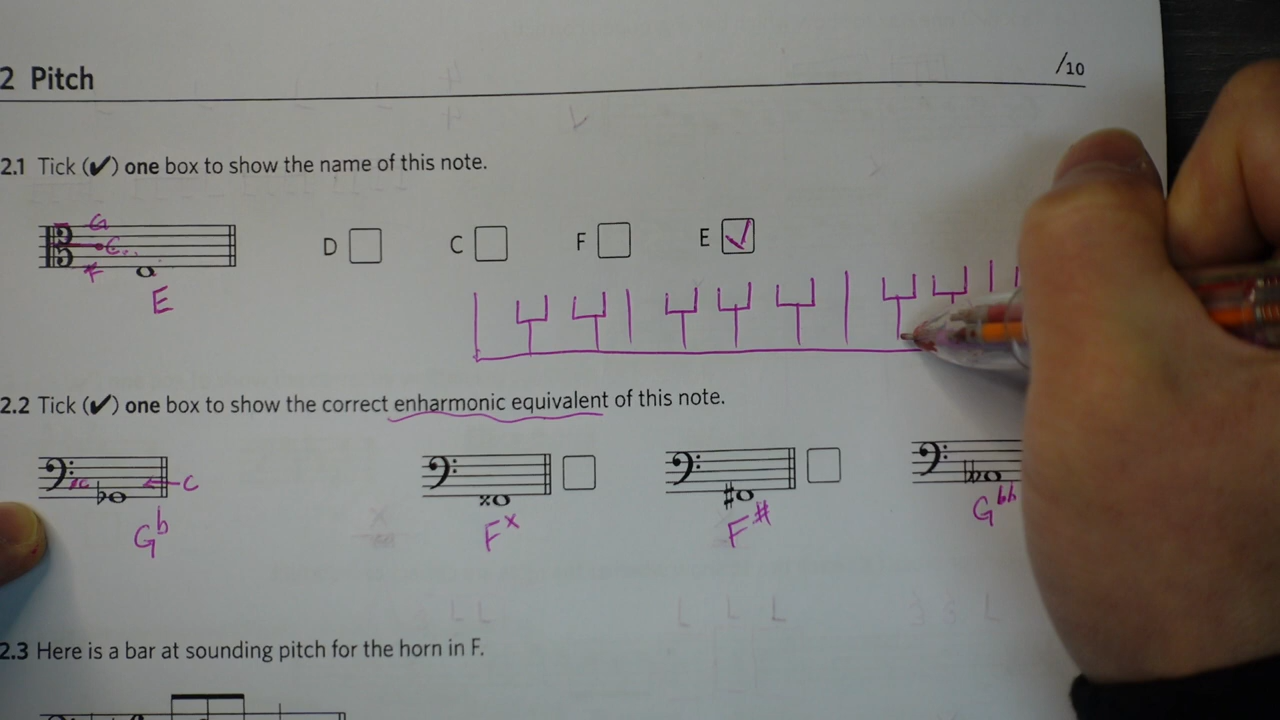 2 Pitch
/10
2.1 Tick (✔) one box to show the name of this note.
G
C
F
E
D
C
F
E ✓
2.2 Tick (✔) one box to show the correct enharmonic equivalent of this note.
C
C
G♭
Fx
F#
G♭♭
2.3 Here is a bar at sounding pitch for the horn in F.